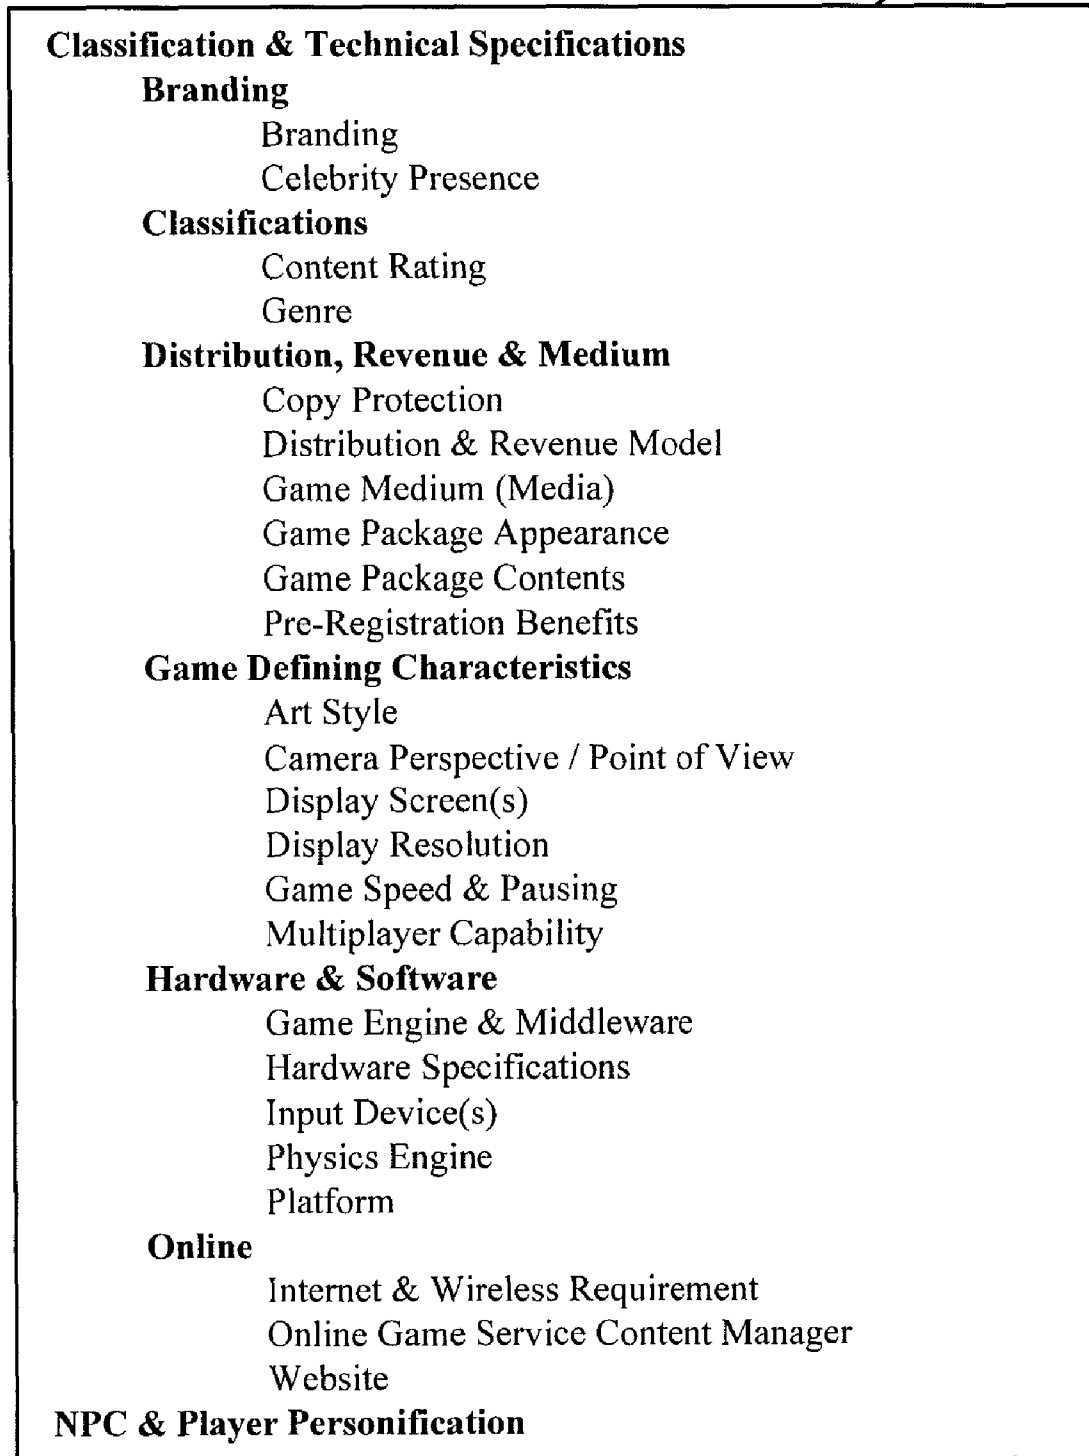 Classification & Technical Specifications
Branding
Branding
Celebrity Presence
Classifications
Content Rating
Genre
Distribution, Revenue & Medium
Copy Protection
Distribution & Revenue Model
Game Medium (Media)
Game Package Appearance
Game Package Contents
Pre-Registration Benefits
Game Defining Characteristics
Art Style
Camera Perspective / Point of View
Display Screen(s)
Display Resolution
Game Speed & Pausing
Multiplayer Capability
Hardware & Software
Game Engine & Middleware
Hardware Specifications
Input Device(s)
Physics Engine
Platform
Online
Internet & Wireless Requirement
Online Game Service Content Manager
Website
NPC & Player Personification